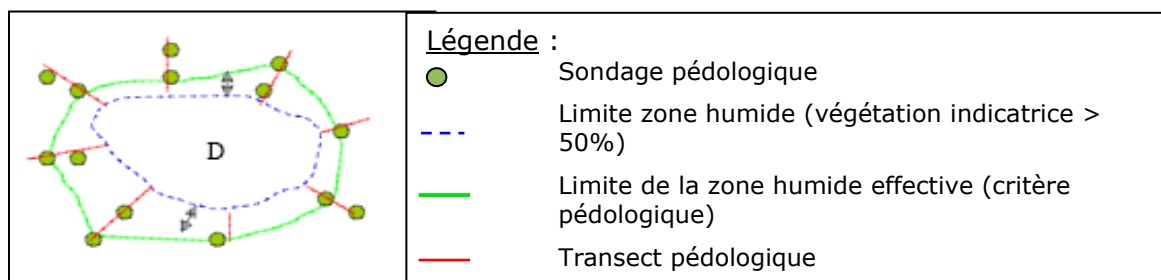 D
Légende :
Sondage pédologique
Limite zone humide (végétation indicatrice >
50%)
Limite de la zone humide effective (critère
pédologique)
Transect pédologique